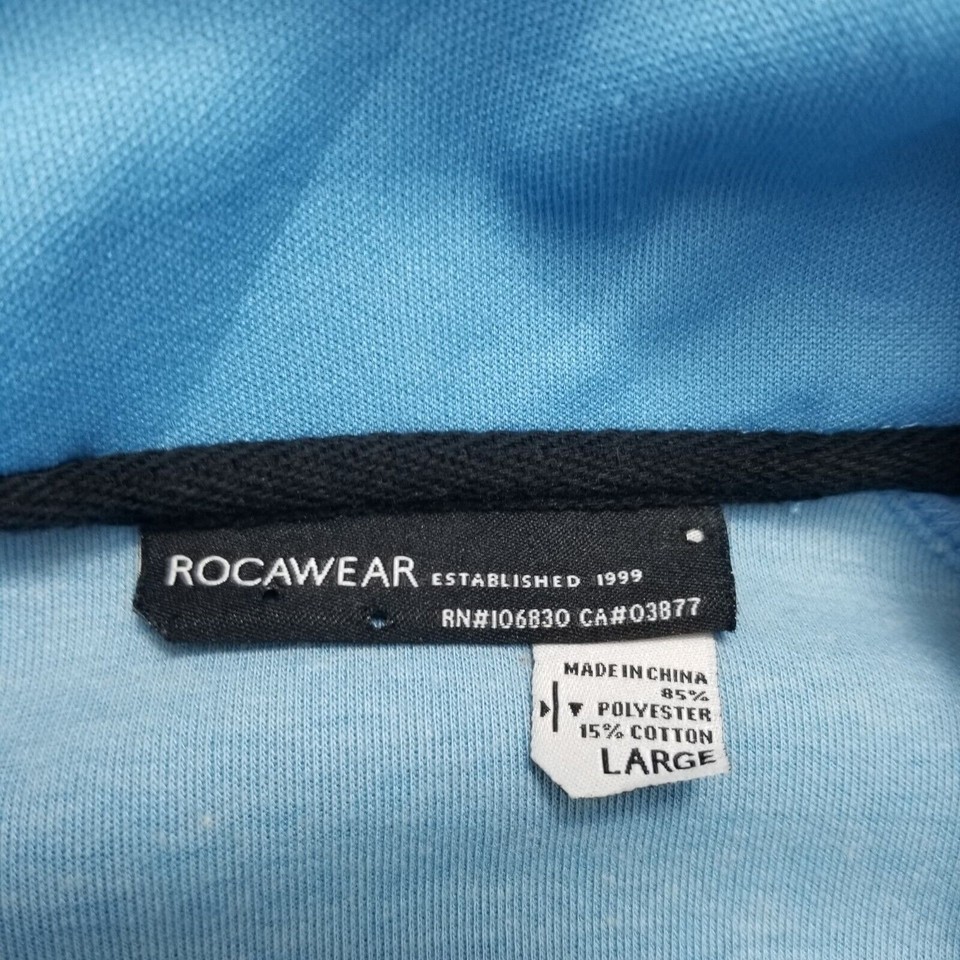 ROCAWEAR ESTABLISHED 1999
RN#106830 CA#03877
MADE IN CHINA
85%
POLYESTER
15% COTTON
LARGE